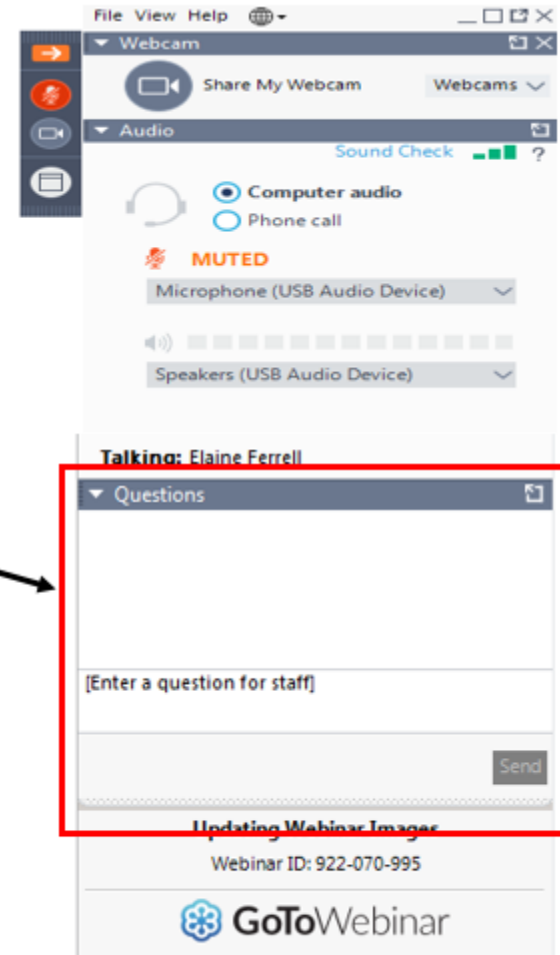 File View Help
Webcam
Share My Webcam Webcams
Audio
Sound Check ?
Computer audio
Phone call
MUTED
Microphone (USB Audio Device)
Speakers (USB Audio Device)
Talking: Elaine Ferrell
Questions
[Enter a question for staff]
Send
Updating Webinar Images
Webinar ID: 922-070-995
GoToWebinar